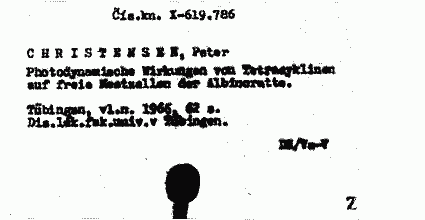 Čís.kn. X-619.786
CHRISTENSEN, Peter
Photodynamische Wirkungen von Tetrazyklinen
auf freie Mastzellen der Albinoratte.
Tübingen, vl.n. 1966, 62 s.
Dis.lék.fak.univ.v Tübingen.
Z